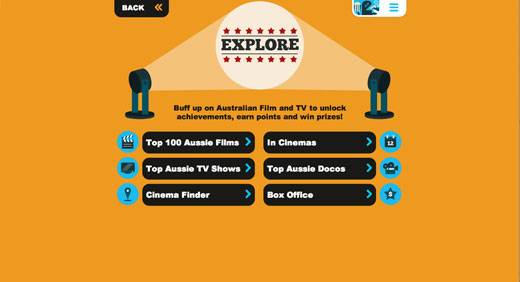 BACK
EXPLORE
Buff up on Australian Film and TV to unlock
achievements, earn points and win prizes!
Top 100 Aussie Films
In Cinemas
12
Top Aussie TV Shows
Top Aussie Docos
Cinema Finder
Box Office